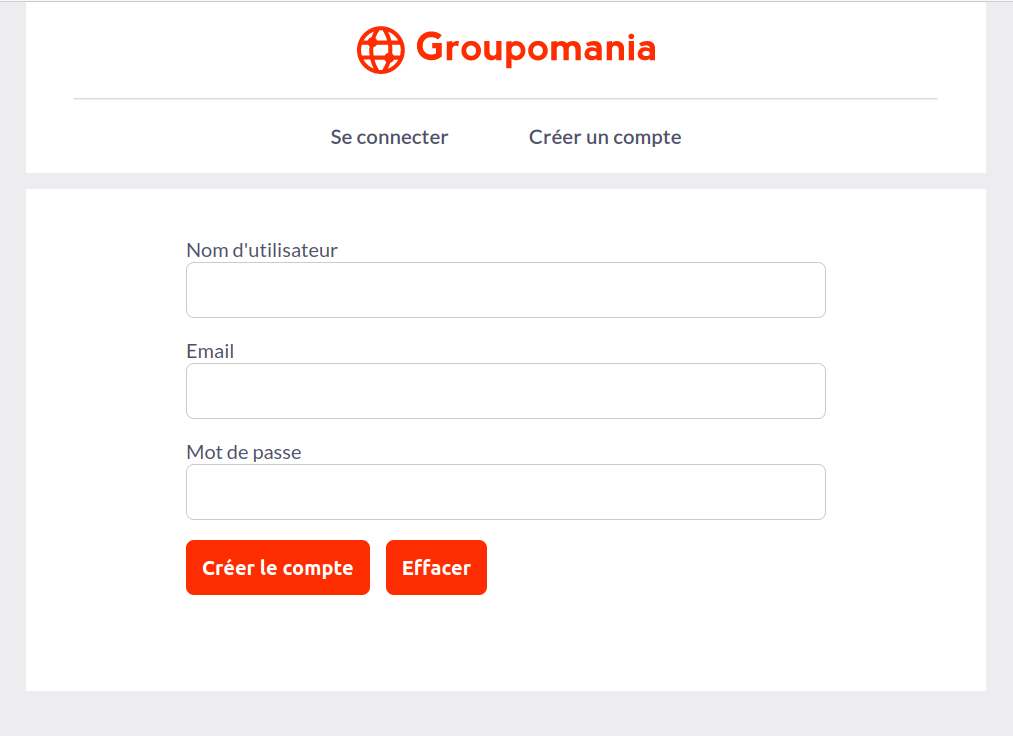 Groupomania
Se connecter Créer un compte
Nom d'utilisateur
Email
Mot de passe
Créer le compte Effacer